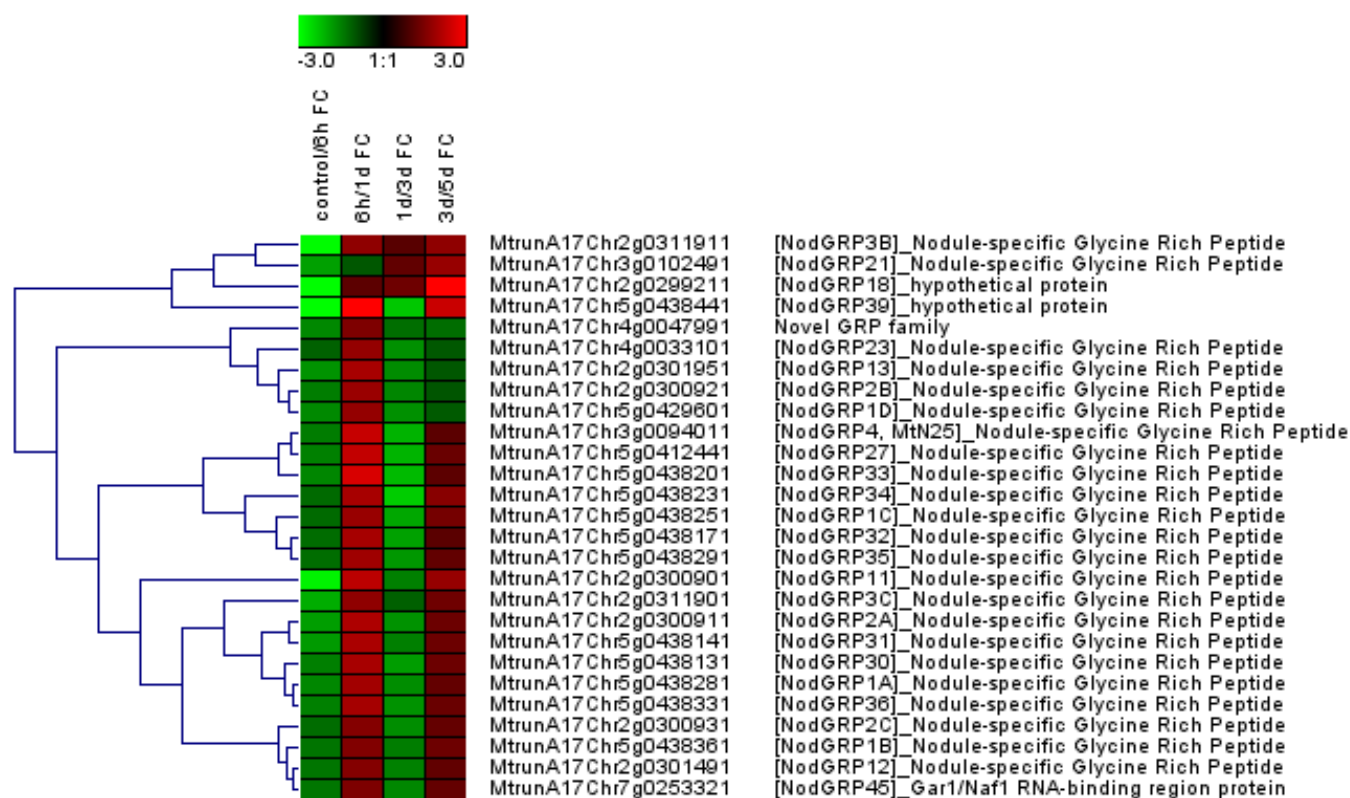 -3.0 1:1 3.0
control/6h FC
6h/1d FC
1d/3d FC
3d/5d FC
MtrunA17Chr2g0311911 [NodGRP3B]_Nodule-specific Glycine Rich Peptide
MtrunA17Chr3g0102491 [NodGRP21]_Nodule-specific Glycine Rich Peptide
MtrunA17Chr2g0299211 [NodGRP18]_hypothetical protein
MtrunA17Chr5g0438441 [NodGRP39]_hypothetical protein
MtrunA17Chr4g0047991 Novel GRP family
MtrunA17Chr4g0033101 [NodGRP23]_Nodule-specific Glycine Rich Peptide
MtrunA17Chr2g0301951 [NodGRP13]_Nodule-specific Glycine Rich Peptide
MtrunA17Chr2g0300921 [NodGRP2B]_Nodule-specific Glycine Rich Peptide
MtrunA17Chr5g0429601 [NodGRP1D]_Nodule-specific Glycine Rich Peptide
MtrunA17Chr3g0094011 [NodGRP4, MtN25]_Nodule-specific Glycine Rich Peptide
MtrunA17Chr5g0412441 [NodGRP27]_Nodule-specific Glycine Rich Peptide
MtrunA17Chr5g0438201 [NodGRP33]_Nodule-specific Glycine Rich Peptide
MtrunA17Chr5g0438231 [NodGRP34]_Nodule-specific Glycine Rich Peptide
MtrunA17Chr5g0438251 [NodGRP1C]_Nodule-specific Glycine Rich Peptide
MtrunA17Chr5g0438171 [NodGRP32]_Nodule-specific Glycine Rich Peptide
MtrunA17Chr5g0438291 [NodGRP35]_Nodule-specific Glycine Rich Peptide
MtrunA17Chr2g0300901 [NodGRP11]_Nodule-specific Glycine Rich Peptide
MtrunA17Chr2g0311901 [NodGRP3C]_Nodule-specific Glycine Rich Peptide
MtrunA17Chr2g0300911 [NodGRP2A]_Nodule-specific Glycine Rich Peptide
MtrunA17Chr5g0438141 [NodGRP31]_Nodule-specific Glycine Rich Peptide
MtrunA17Chr5g0438131 [NodGRP30]_Nodule-specific Glycine Rich Peptide
MtrunA17Chr5g0438281 [NodGRP1A]_Nodule-specific Glycine Rich Peptide
MtrunA17Chr5g0438331 [NodGRP36]_Nodule-specific Glycine Rich Peptide
MtrunA17Chr2g0300931 [NodGRP2C]_Nodule-specific Glycine Rich Peptide
MtrunA17Chr5g0438361 [NodGRP1B]_Nodule-specific Glycine Rich Peptide
MtrunA17Chr2g0301491 [NodGRP12]_Nodule-specific Glycine Rich Peptide
MtrunA17Chr7g0253321 [NodGRP45]_Gar1/Naf1 RNA-binding region protein